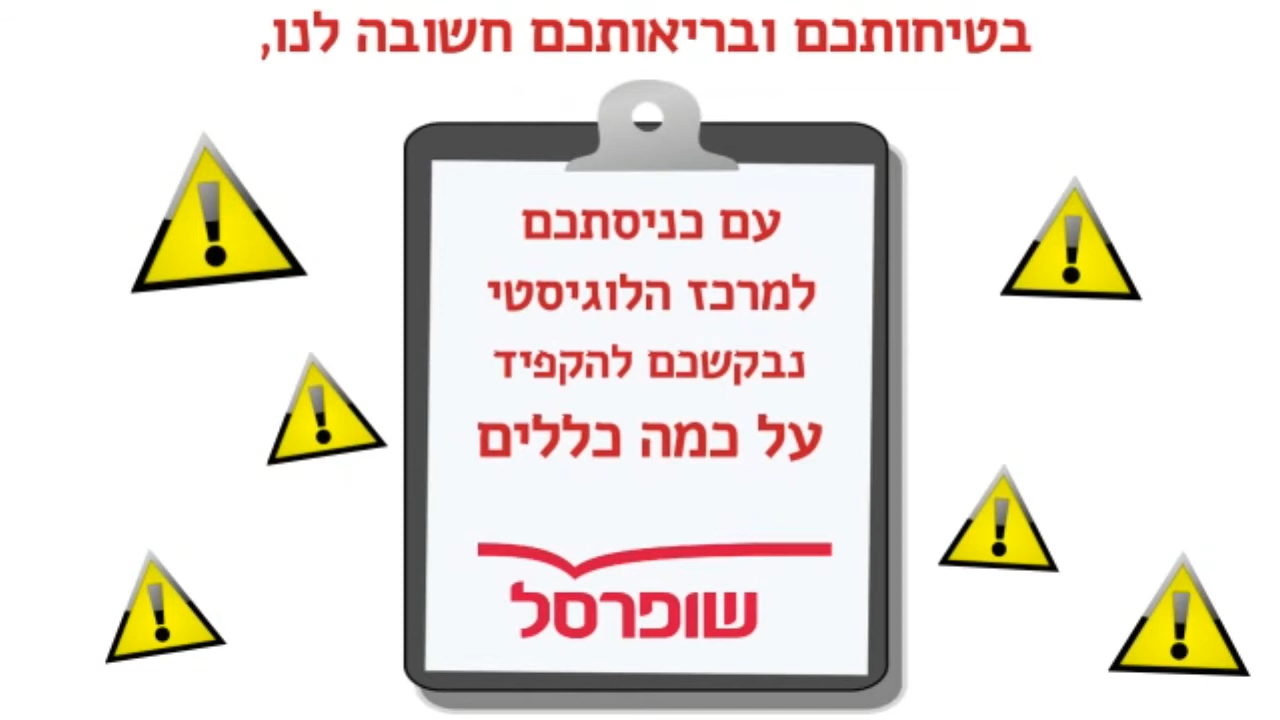 בטיחותכם ובריאותכם חשובה לנו,
עם כניסתכם
למרכז הלוגיסטי
נבקשכם להקפיד
על כמה כללים
שופרסל